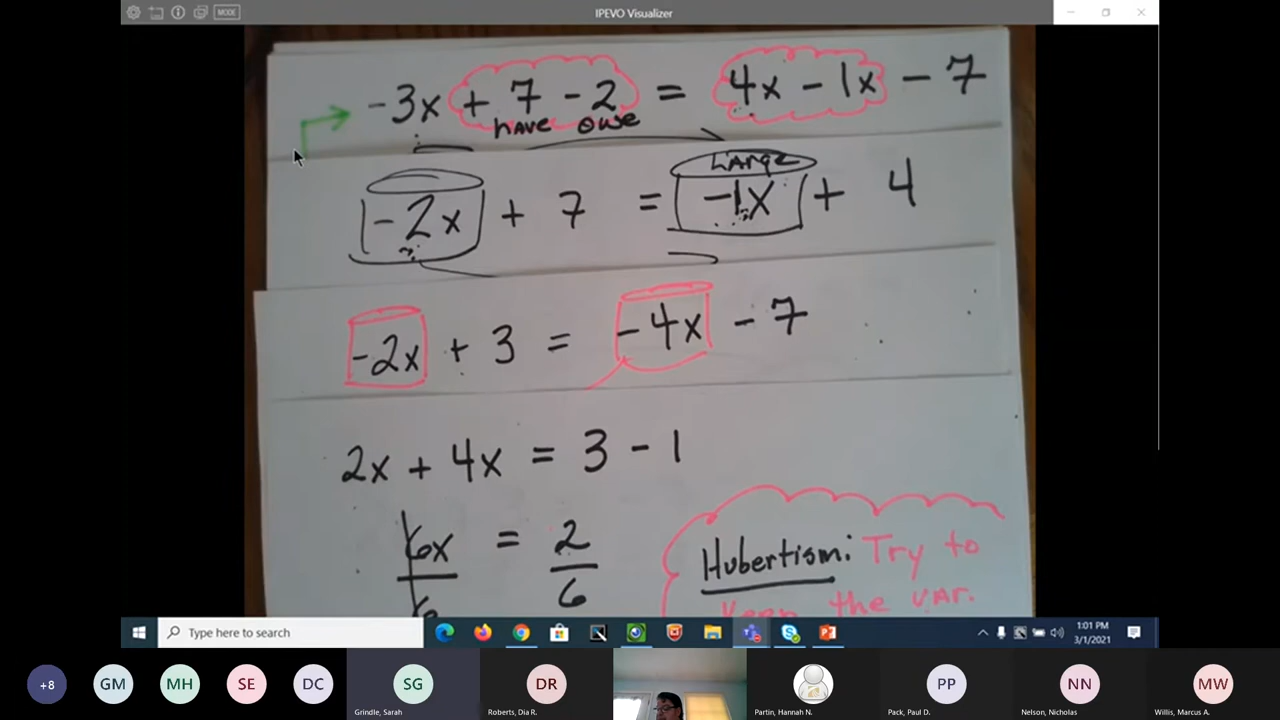 MODE
IPEVO Visualizer
-3x + 7 - 2 = 4x - 1x - 7
HAVE OWE
LARGE
-2x + 7 = -1x + 4
-2x + 3 = -4x - 7
2x + 4x = 3 - 1
6x = 2
6 6
Hubertism: Try to
keep the VAR.
Type here to search
1:01 PM
3/1/2021
+8 GM MH SE DC SG DR PP NN MW
Grindle, Sarah Roberts, Dia R. Partin, Hannah N. Pack, Paul D. Nelson, Nicholas Willis, Marcus A.